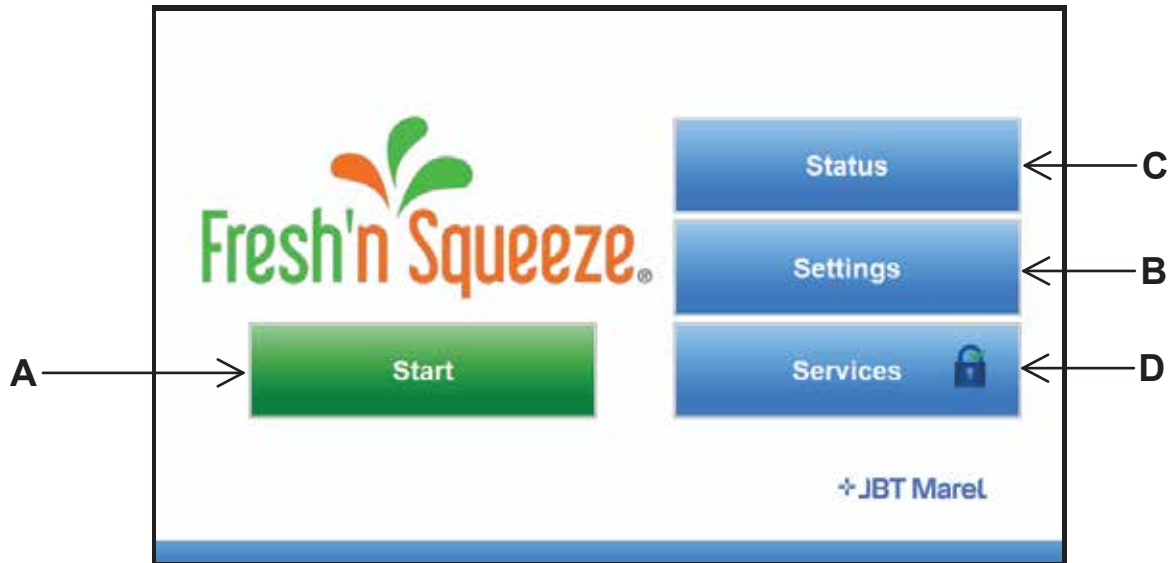 Fresh'n Squeeze®
Status
C
Settings
B
A
Start
Services
D
JBT Marel